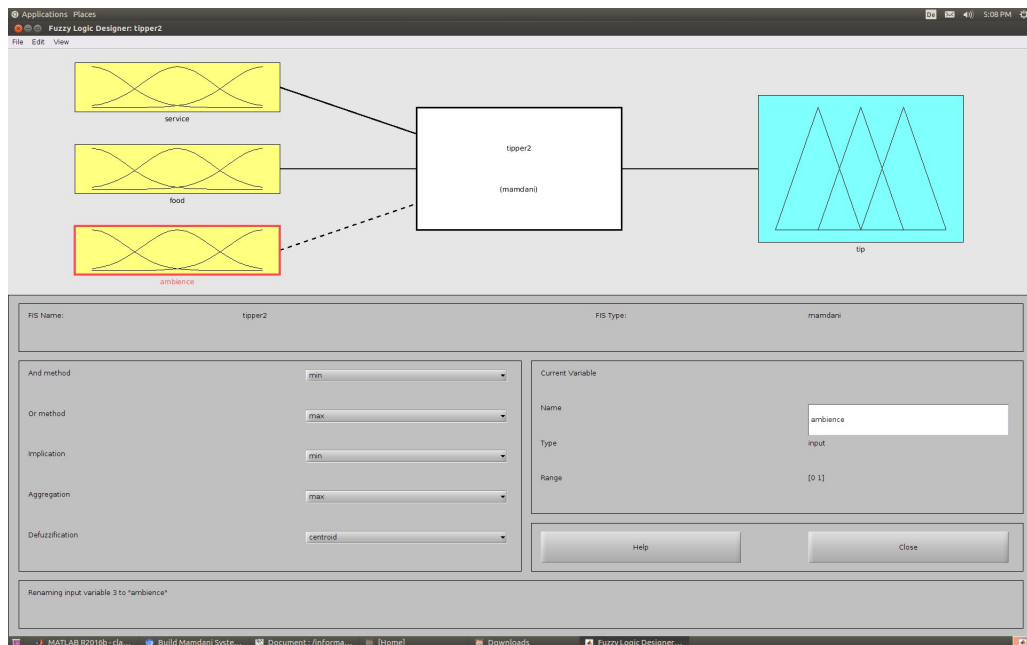 Applications Places De 5:08 PM
Fuzzy Logic Designer: tipper2
File Edit View
service
food
ambience
tipper2
(mamdani)
tip
FIS Name: tipper2 FIS Type: mamdani
And method min
Or method max
Implication min
Aggregation max
Defuzzification centroid
Current Variable
Name ambience
Type input
Range [0 1]
Help Close
Renaming input variable 3 to "ambience"
MATLAB R2016b - cla... Build Mamdani Syste... Document : /informa... [Home] Downloads Fuzzy Logic Designer...